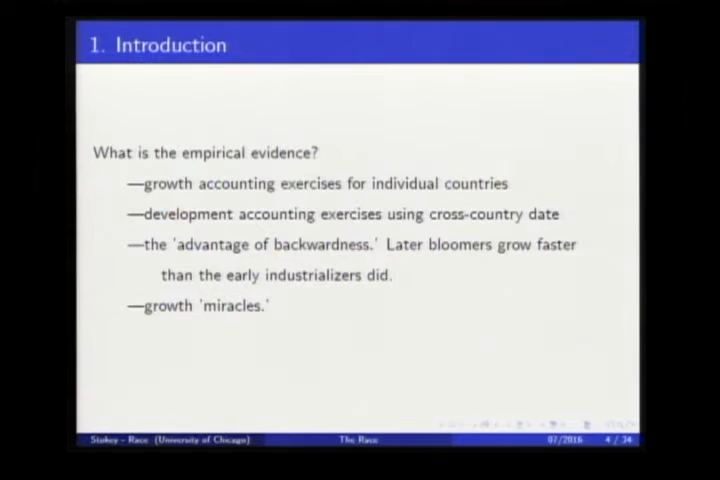 1. Introduction
What is the empirical evidence?
—growth accounting exercises for individual countries
—development accounting exercises using cross-country date
—the 'advantage of backwardness.' Later bloomers grow faster
than the early industrializers did.
—growth 'miracles.'
Stokey - Race (University of Chicago) The Race 07/2016 4 / 34